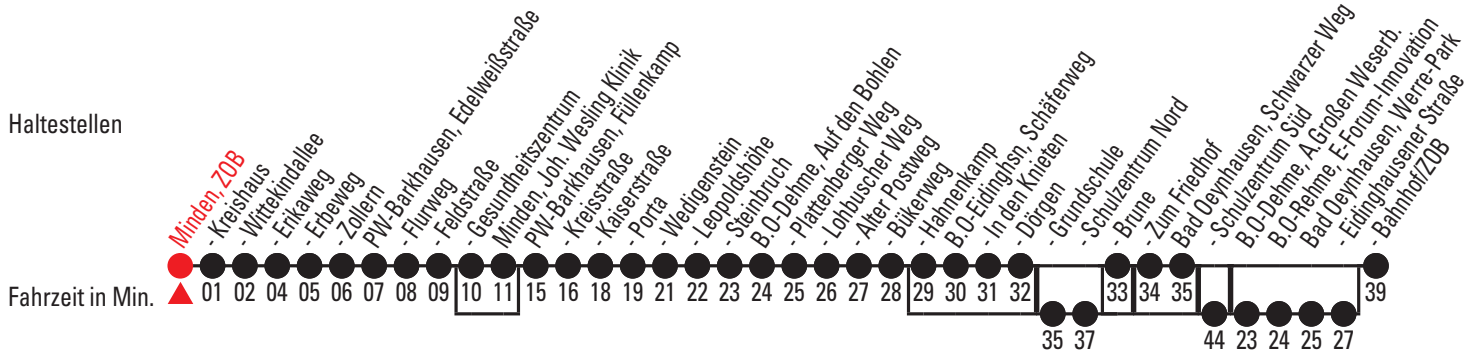 Haltestellen
Minden, ZOB
- Kreishaus
- Wittekindallee
- Erikaweg
- Erbeweg
- Zollern
PW-Barkhausen, Edelweißstraße
- Flurweg
- Feldstraße
- Gesundheitszentrum
Minden, Joh. Wesling Klinik
PW-Barkhausen, Füllenkamp
- Kreisstraße
- Kaiserstraße
- Porta
- Wedigenstein
- Leopoldshöhe
- Steinbruch
B.O-Dehme, Auf den Bohlen
- Plattenberger Weg
- Lohbuscher Weg
- Alter Postweg
- Bükerweg
- Hahnenkamp
B.O-Eidinghsn, Schäferweg
- In den Knieten
- Dörgen
- Grundschule
- Schulzentrum Nord
- Brune
- Zum Friedhof
Bad Oeynhausen, Schwarzer Weg
- Schulzentrum Süd
B.O-Dehme, A.Großen Weserb.
B.O-Rehme, E-Forum-Innovation
Bad Oeynhausen, Werre-Park
- Eidinghausener Straße
- Bahnhof/ZOB
Fahrzeit in Min.
01 02 04 05 06 07 08 09 10 11 15 16 18 19 21 22 23 24 25 26 27 28 29 30 31 32 33 34 35 39
35 37 44 23 24 25 27